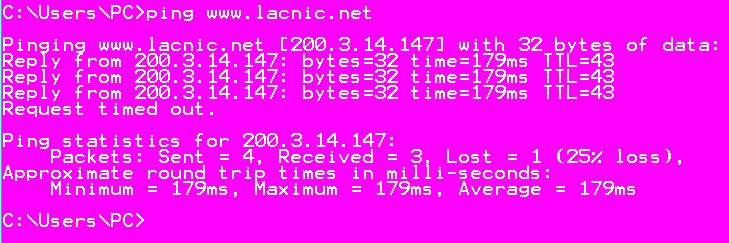 C:\Users\PC>ping www.lacnic.net
Pinging www.lacnic.net [200.3.14.147] with 32 bytes of data:
Reply from 200.3.14.147: bytes=32 time=179ms TTL=43
Reply from 200.3.14.147: bytes=32 time=179ms TTL=43
Reply from 200.3.14.147: bytes=32 time=179ms TTL=43
Request timed out.
Ping statistics for 200.3.14.147:
    Packets: Sent = 4, Received = 3, Lost = 1 (25% loss),
Approximate round trip times in milli-seconds:
    Minimum = 179ms, Maximum = 179ms, Average = 179ms
C:\Users\PC>